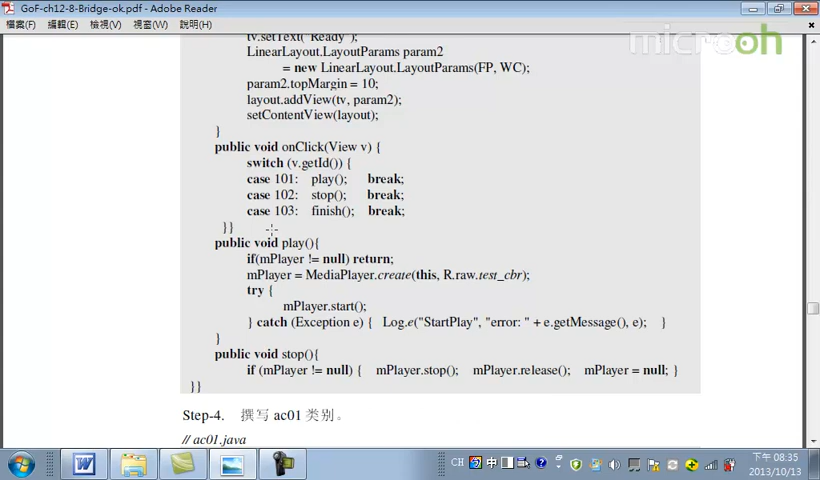 GoF-ch12-8-Bridge-ok.pdf - Adobe Reader
檔案(F) 編輯(E) 檢視(V) 視窗(W) 說明(H)
microoh
tv.setText("Ready");
LinearLayout.LayoutParams param2
= new LinearLayout.LayoutParams(FP, WC);
param2.topMargin = 10;
layout.addView(tv, param2);
setContentView(layout);
}
public void onClick(View v) {
switch (v.getId()) {
case 101: play(); break;
case 102: stop(); break;
case 103: finish(); break;
}}
public void play(){
if(mPlayer != null) return;
mPlayer = MediaPlayer.create(this, R.raw.test_cbr);
try {
mPlayer.start();
} catch (Exception e) { Log.e("StartPlay", "error: " + e.getMessage(), e); }
}
public void stop(){
if (mPlayer != null) { mPlayer.stop(); mPlayer.release(); mPlayer = null; }
}}
Step-4. 撰写 ac01 类别。
// ac01.java
CH 中
下午 08:35
2013/10/13